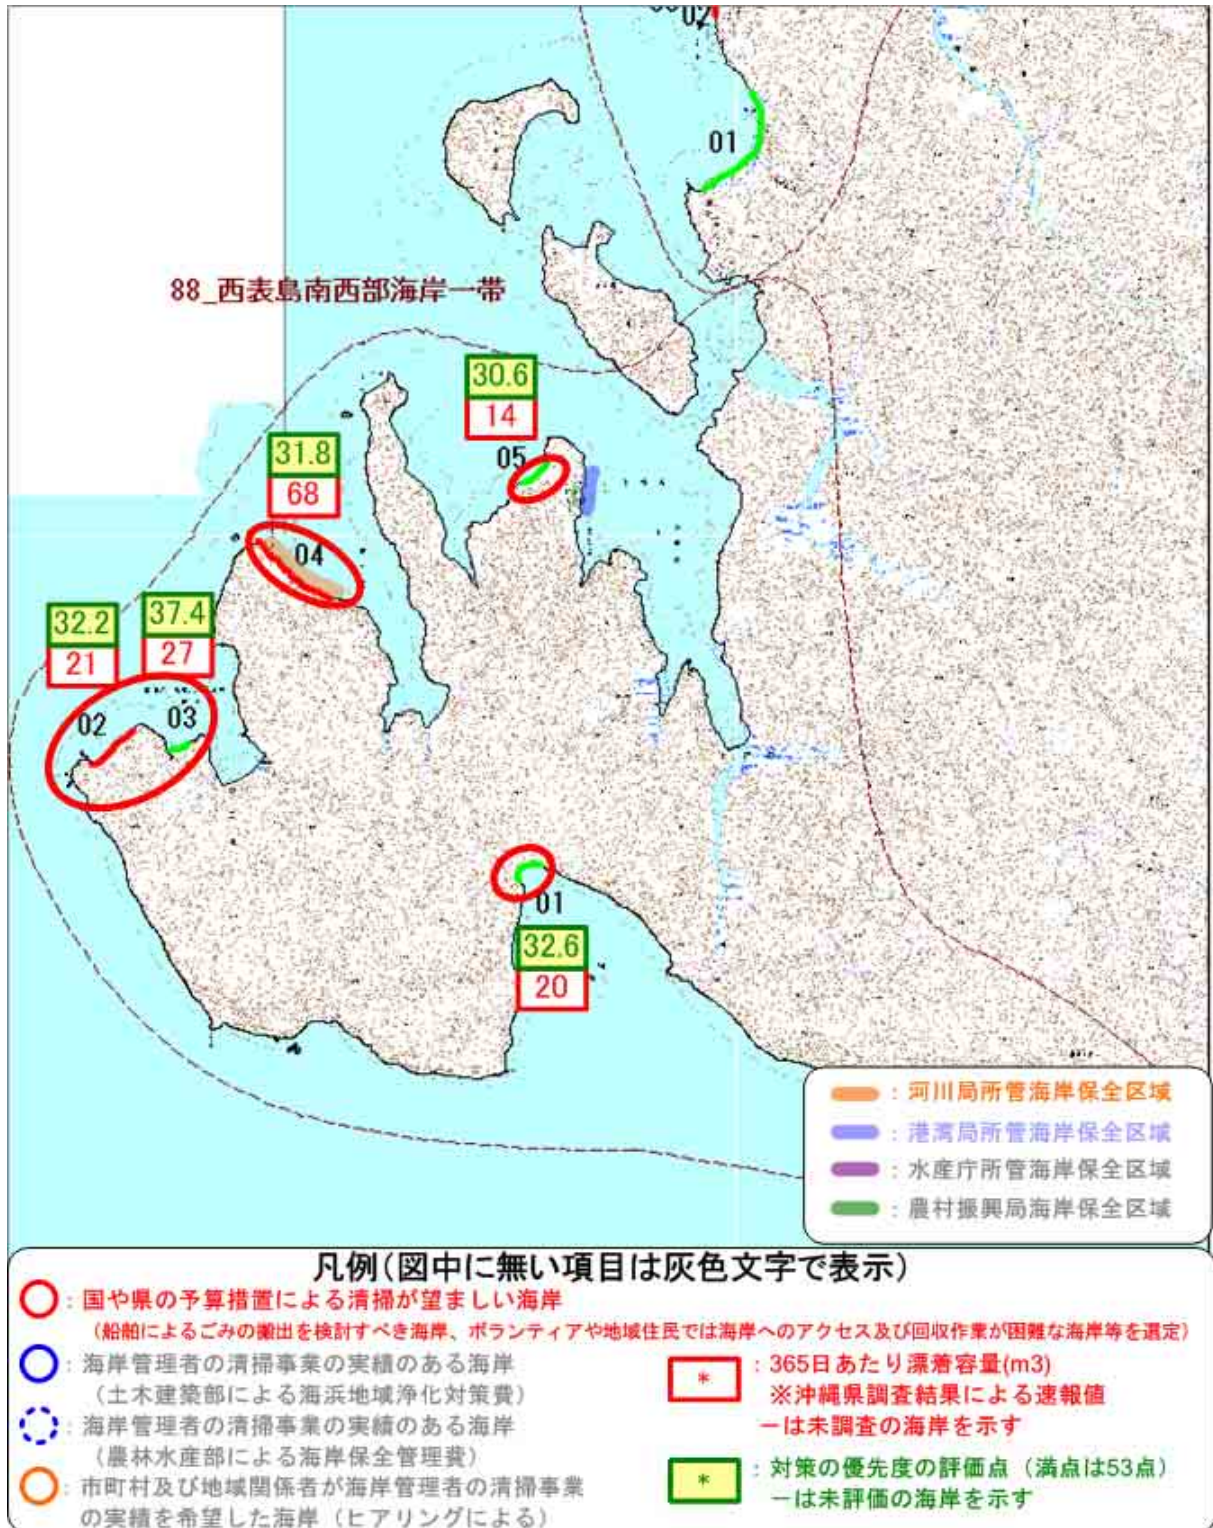 02
01
88_西表島南西部海岸一帯
30.6
14
05
31.8
68
04
32.2
21
37.4
27
02
03
01
32.6
20
：河川局所管海岸保全区域
：港湾局所管海岸保全区域
：水産庁所管海岸保全区域
：農村振興局海岸保全区域
凡例（図中に無い項目は灰色文字で表示）
：国や県の予算措置による清掃が望ましい海岸
（船舶によるごみの搬出を検討すべき海岸、ボランティアや地域住民では海岸へのアクセス及び回収作業が困難な海岸等を選定）
：海岸管理者の清掃事業の実績のある海岸
（土木建築部による海浜地域浄化対策費）
：海岸管理者の清掃事業の実績のある海岸
（農林水産部による海岸保全管理費）
：市町村及び地域関係者が海岸管理者の清掃事業
の実績を希望した海岸（ヒアリングによる）
*
：365日あたり漂着容量(m3)
※沖縄県調査結果による速報値
－は未調査の海岸を示す
*
：対策の優先度の評価点（満点は53点）
－は未評価の海岸を示す